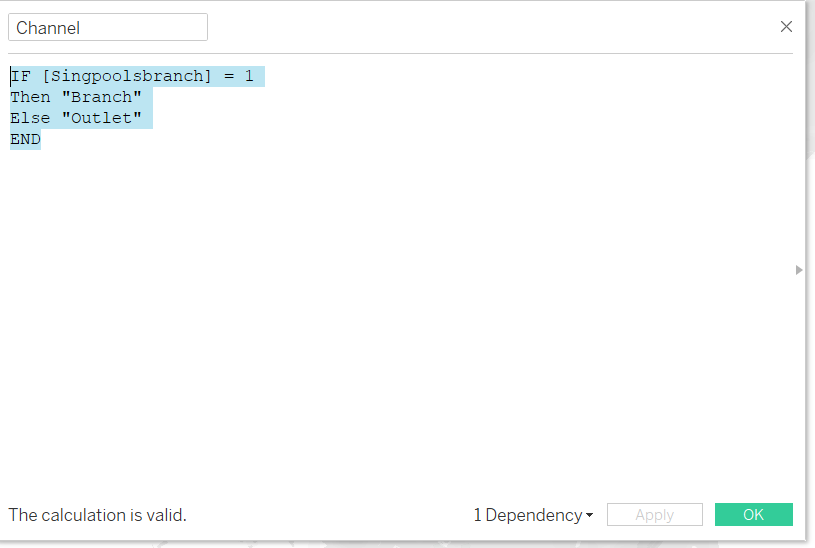 Channel
IF [Singpoolsbranch] = 1
Then "Branch"
Else "Outlet"
END
The calculation is valid.
1 Dependency
Apply
OK